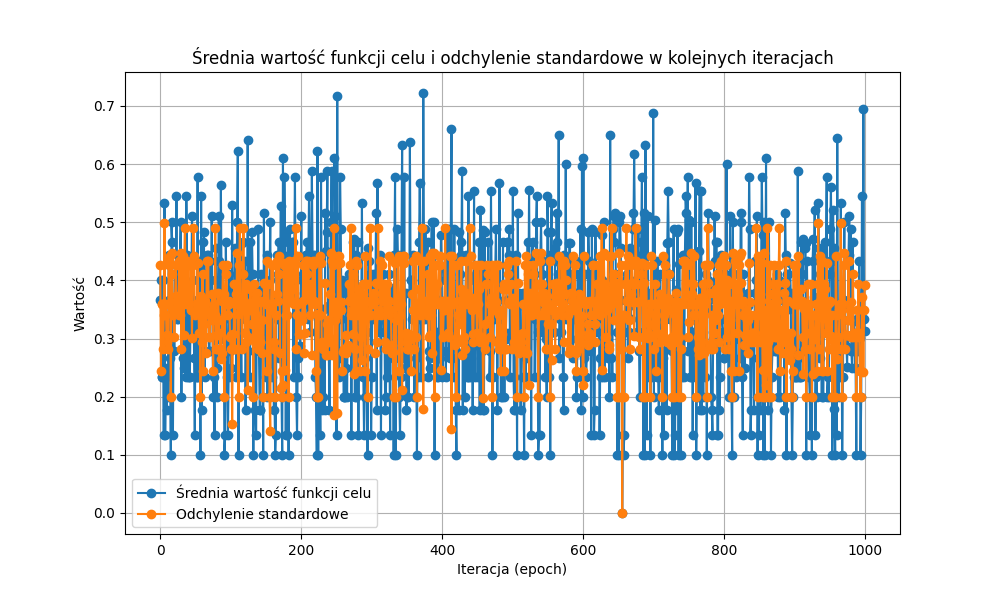 Średnia wartość funkcji celu i odchylenie standardowe w kolejnych iteracjach
Wartość
0.7
0.6
0.5
0.4
0.3
0.2
0.1
0.0
Średnia wartość funkcji celu
Odchylenie standardowe
0 200 400 600 800 1000
Iteracja (epoch)